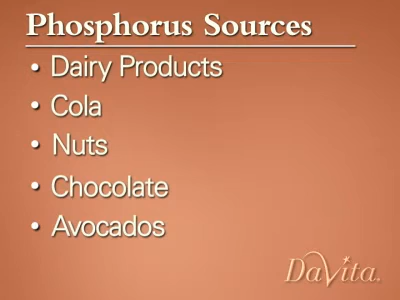 Phosphorus Sources
• Dairy Products
• Cola
• Nuts
• Chocolate
• Avocados
DaVita.